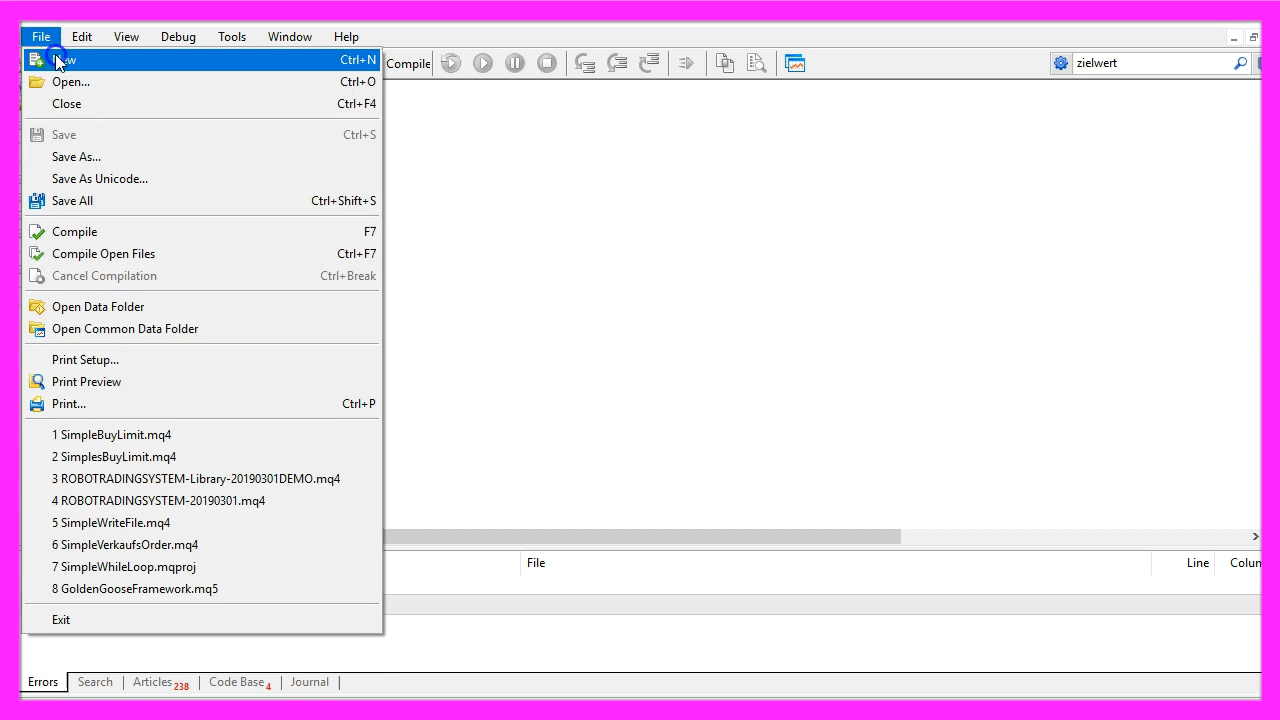 File Edit View Debug Tools Window Help
New Ctrl+N
Compile
zielwert
Open... Ctrl+O
Close Ctrl+F4
Save Ctrl+S
Save As...
Save As Unicode...
Save All Ctrl+Shift+S
Compile F7
Compile Open Files Ctrl+F7
Cancel Compilation Ctrl+Break
Open Data Folder
Open Common Data Folder
Print Setup...
Print Preview
Print... Ctrl+P
1 SimpleBuyLimit.mq4
2 SimplesBuyLimit.mq4
3 ROBOTRADINGSYSTEM-Library-20190301DEMO.mq4
4 ROBOTRADINGSYSTEM-20190301.mq4
5 SimpleWriteFile.mq4
6 SimpleVerkaufsOrder.mq4
7 SimpleWhileLoop.mqproj
8 GoldenGooseFramework.mq5
Exit
File Line Colum
Errors Search Articles 238 Code Base 4 Journal